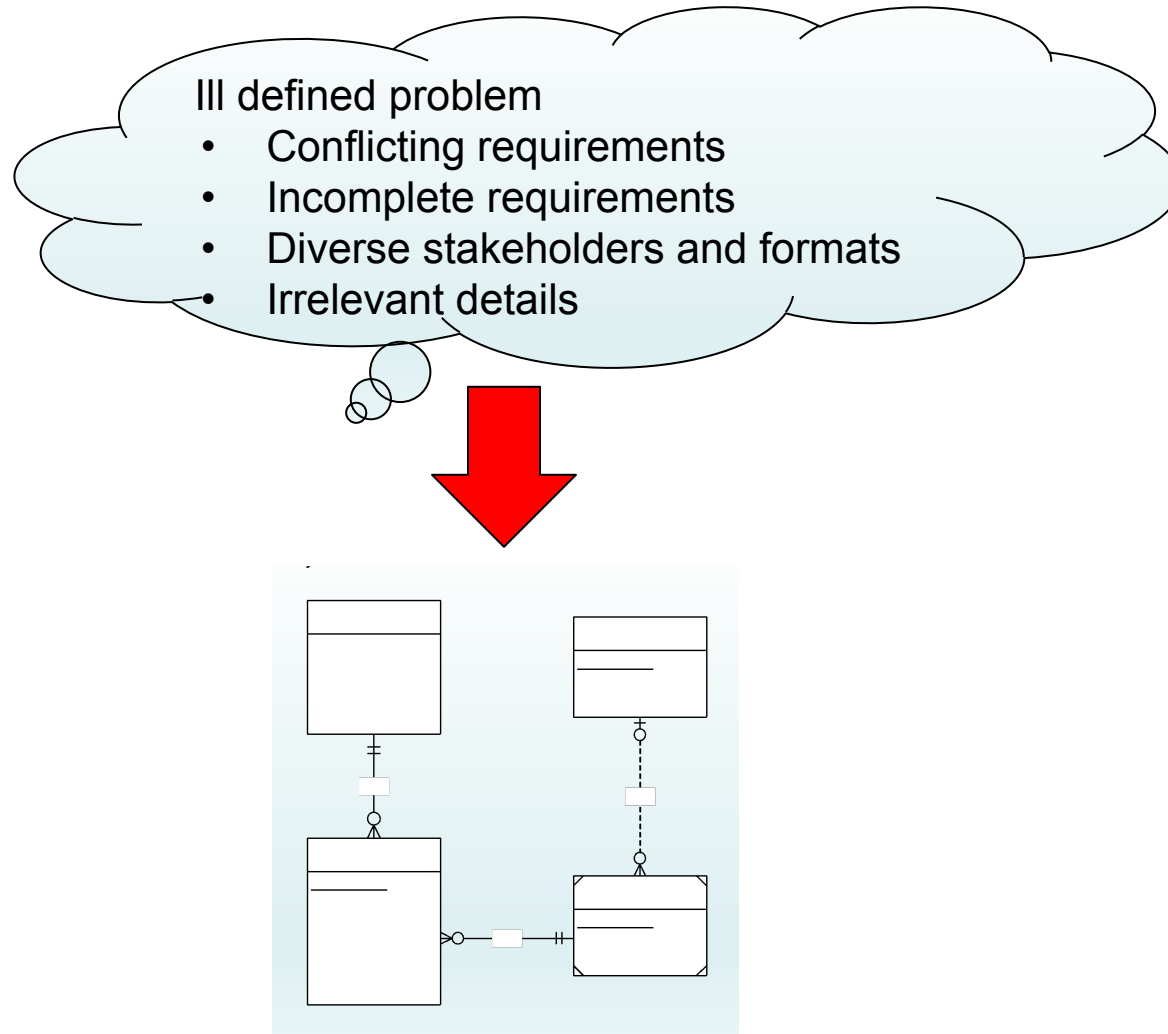 Ill defined problem
• Conflicting requirements
• Incomplete requirements
• Diverse stakeholders and formats
• Irrelevant details